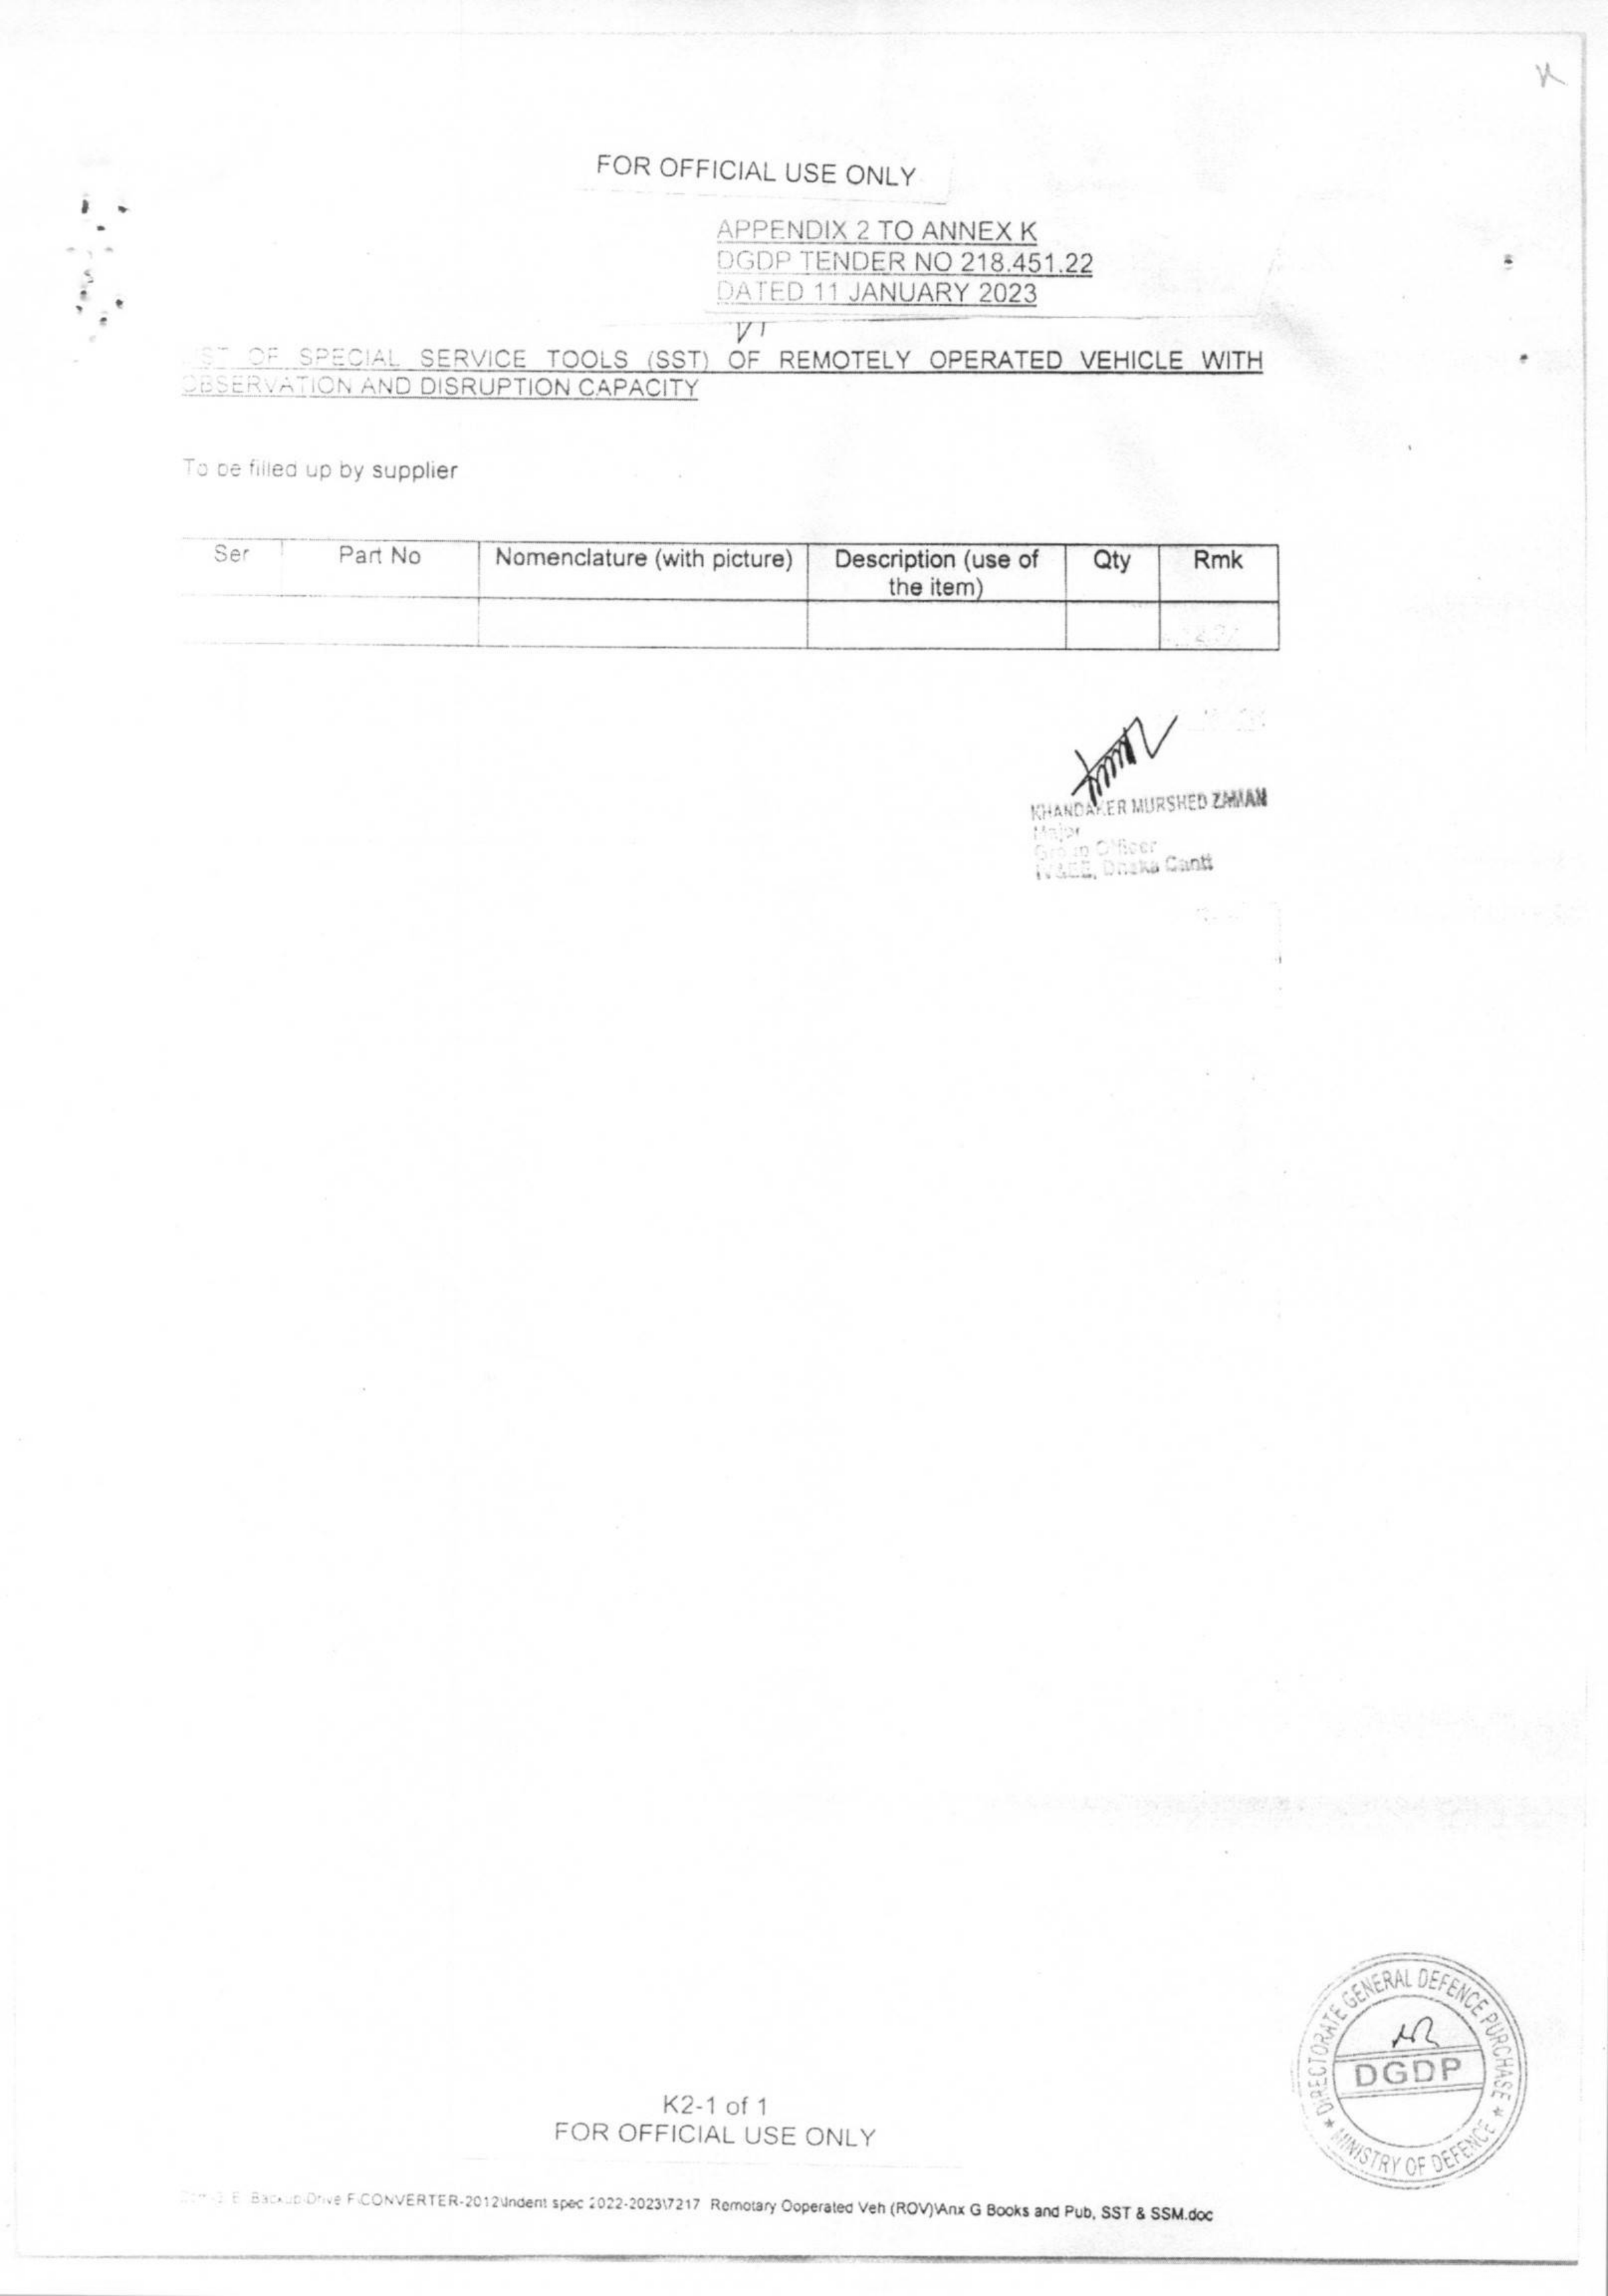 FOR OFFICIAL USE ONLY
APPENDIX 2 TO ANNEX K
DGDP TENDER NO 218.451.22
DATED 11 JANUARY 2023
OF SPECIAL SERVICE TOOLS (SST) OF REMOTELY OPERATED VEHICLE WITH
OBSERVATION AND DISRUPTION CAPACITY
To be filled up by supplier
Ser Part No Nomenclature (with picture) Description (use of the item) Qty Rmk
KHANDAKER MURSHED ZAMAN
Major
Group Officer
Dhaka Cantt
DIRECTORATE GENERAL DEFENCE PURCHASE
DGDP
MINISTRY OF DEFENCE
K2-1 of 1
FOR OFFICIAL USE ONLY
E Backup Drive F\CONVERTER-2012\Indent spec 2022-2023\7217 Remotary Ooperated Veh (ROV)\Anx G Books and Pub, SST & SSM.doc